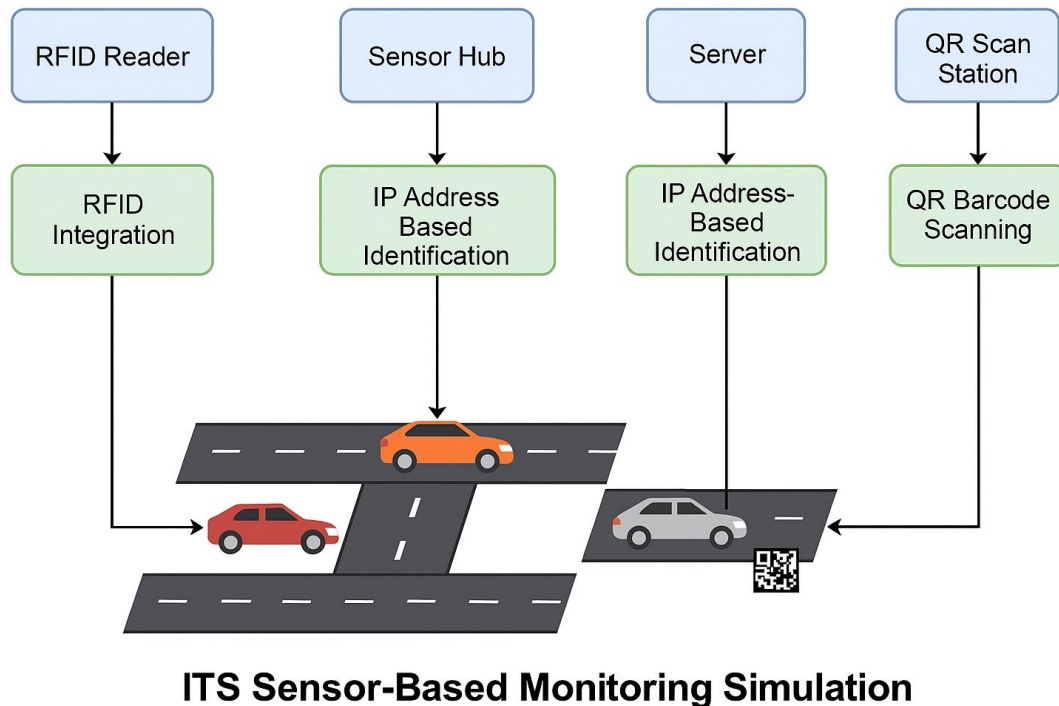 RFID Reader
Sensor Hub
Server
QR Scan
Station
RFID
Integration
IP Address
Based
Identification
IP Address-
Based
Identification
QR Barcode
Scanning
ITS Sensor-Based Monitoring Simulation